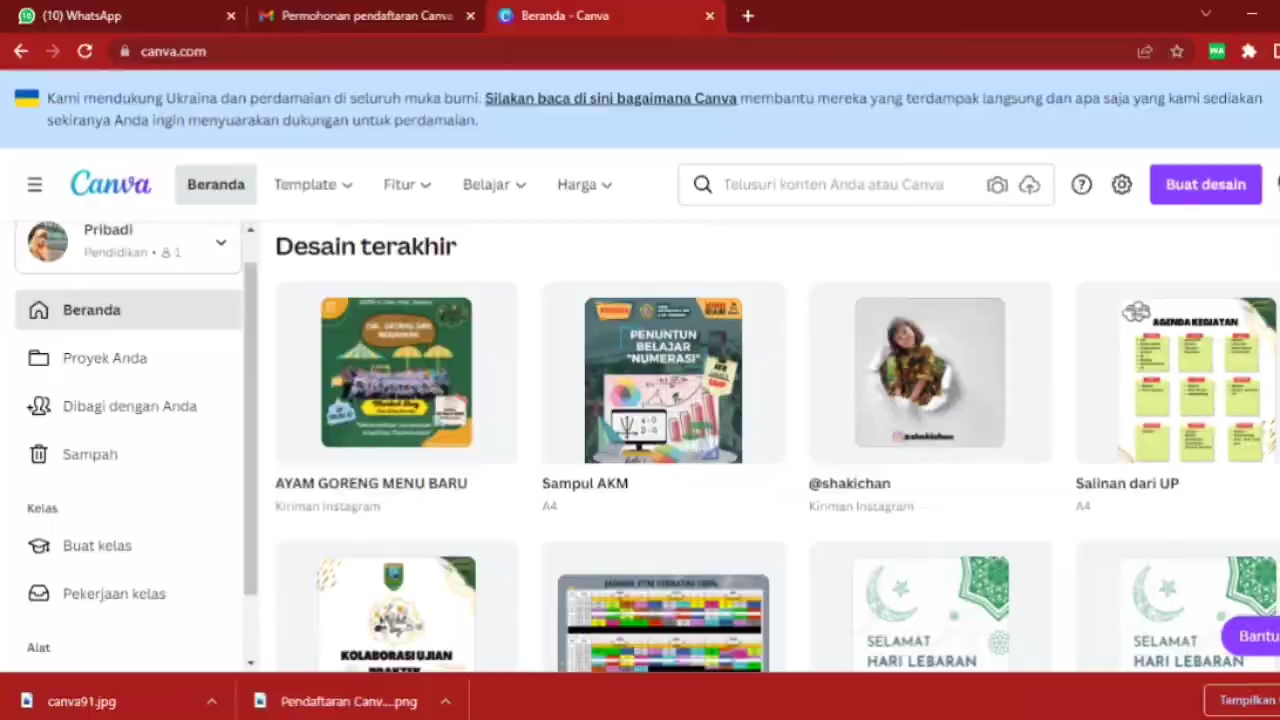 (10) WhatsApp
Permohonan pendaftaran Canva
Beranda - Canva
canva.com
Kami mendukung Ukraina dan perdamaian di seluruh muka bumi. Silakan baca di sini bagaimana Canva membantu mereka yang terdampak langsung dan apa saja yang kami sediakan
sekiranya Anda ingin menyuarakan dukungan untuk perdamaian.
Canva
Beranda
Template
Fitur
Belajar
Harga
Telusuri konten Anda atau Canva
Buat desain
Pribadi
Pendidikan • 1
Beranda
Proyek Anda
Dibagi dengan Anda
Sampah
Kelas
Buat kelas
Pekerjaan kelas
Alat
Desain terakhir
PENUNTUN
BELAJAR
"NUMERASI"
@shakichan
AGENDA KEGIATAN
AYAM GORENG MENU BARU
Kiriman Instagram
Sampul AKM
A4
@shakichan
Kiriman Instagram
Salinan dari UP
A4
KOLABORASI UJIAN
PRAKTEK
SELAMAT
HARI LEBARAN
SELAMAT
HARI LEBARAN
Bantu
canva91.jpg
Pendaftaran Canv....png
Tampilkan